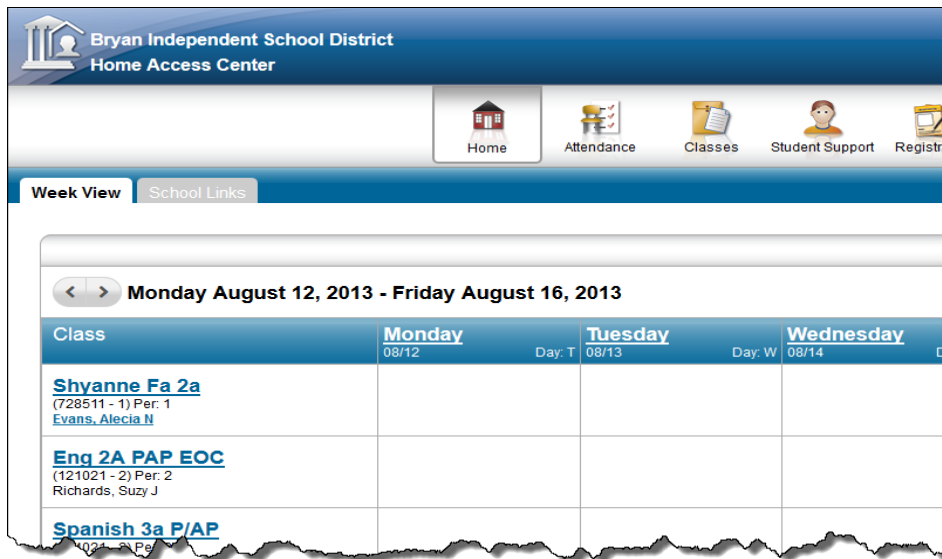 Bryan Independent School District
Home Access Center
Home
Attendance
Classes
Student Support
Week View
School Links
Monday August 12, 2013 - Friday August 16, 2013
Class
Monday
08/12
Day: T
Tuesday
08/13
Day: W
Wednesday
08/14
Shyanne Fa 2a
(728511 - 1) Per: 1
Evans, Alecia N
Eng 2A PAP EOC
(121021 - 2) Per: 2
Richards, Suzy J
Spanish 3a P/AP